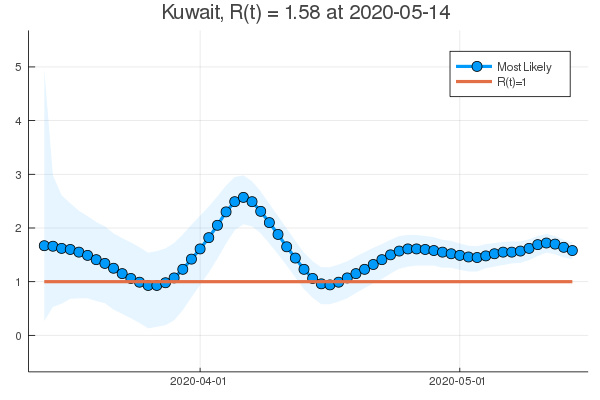 Kuwait, R(t) = 1.58 at 2020-05-14
Most Likely
R(t)=1
5
4
3
2
1
0
2020-04-01
2020-05-01